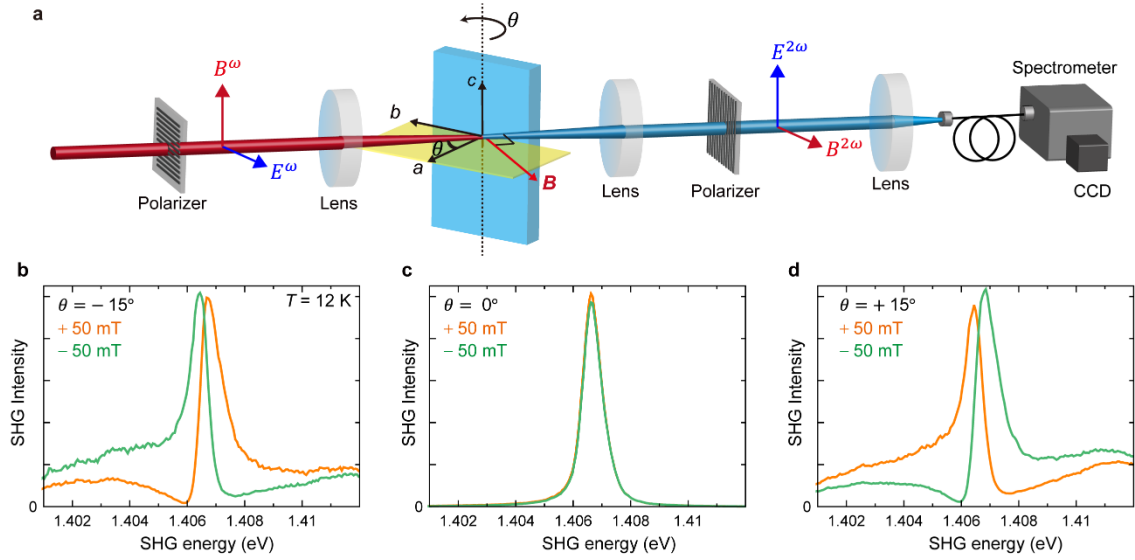 a
θ
B^ω
E^ω
Polarizer
Lens
c
b
θ
a
B
Lens
Polarizer
E^2ω
B^2ω
Lens
Spectrometer
CCD
b
θ = − 15°
T = 12 K
+ 50 mT
− 50 mT
SHG Intensity
0
1.402 1.404 1.406 1.408 1.41
SHG energy (eV)
c
θ = 0°
+ 50 mT
− 50 mT
SHG Intensity
0
1.402 1.404 1.406 1.408 1.41
SHG energy (eV)
d
θ = + 15°
+ 50 mT
− 50 mT
SHG Intensity
0
1.402 1.404 1.406 1.408 1.41
SHG energy (eV)